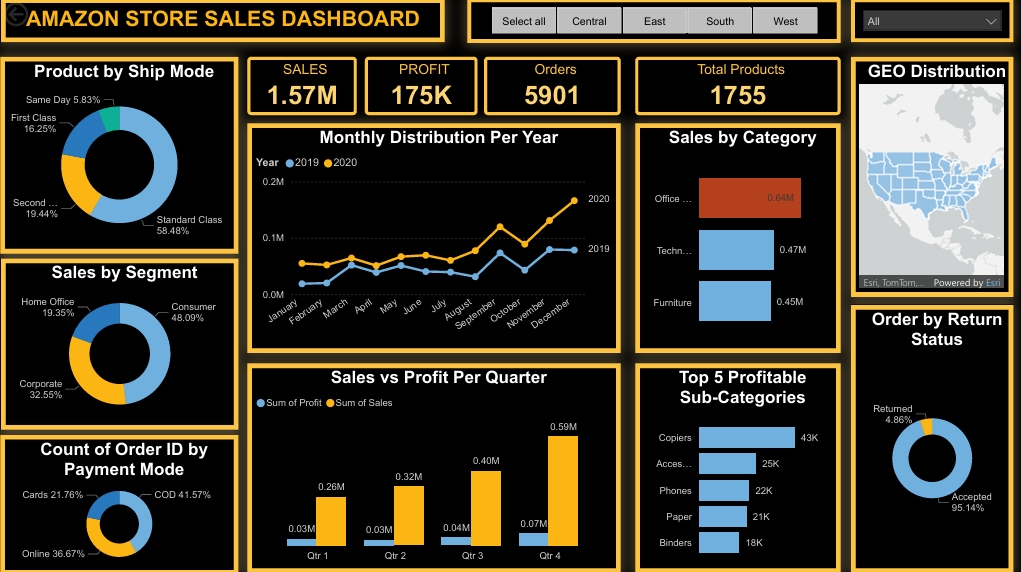 AMAZON STORE SALES DASHBOARD
Select all
Central
East
South
West
All
Product by Ship Mode
Same Day 5.83%
First Class
16.25%
Second ...
19.44%
Standard Class
58.48%
SALES
1.57M
PROFIT
175K
Orders
5901
Total Products
1755
GEO Distribution
Esri, TomTom,... Powered by Esri
Monthly Distribution Per Year
Year 2019 2020
0.2M
0.1M
0.0M
2020
2019
January
February
March
April
May
June
July
August
September
October
November
December
Sales by Category
Office ...
0.64M
Techn...
0.47M
Furniture
0.45M
Sales by Segment
Home Office
19.35%
Consumer
48.09%
Corporate
32.55%
Order by Return
Status
Returned
4.86%
Accepted
95.14%
Sales vs Profit Per Quarter
Sum of Profit Sum of Sales
0.03M
0.26M
0.03M
0.32M
0.04M
0.40M
0.07M
0.59M
Qtr 1
Qtr 2
Qtr 3
Qtr 4
Top 5 Profitable
Sub-Categories
Copiers
43K
Acces...
25K
Phones
22K
Paper
21K
Binders
18K
Count of Order ID by
Payment Mode
Cards 21.76%
COD 41.57%
Online 36.67%